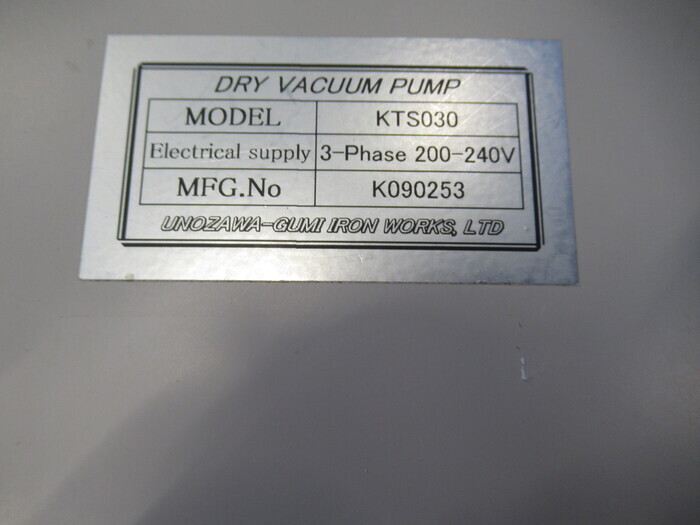 DRY VACUUM PUMP
MODEL KTS030
Electrical supply 3-Phase 200-240V
MFG.No K090253
UNOZAWA-GUMI IRON WORKS, LTD